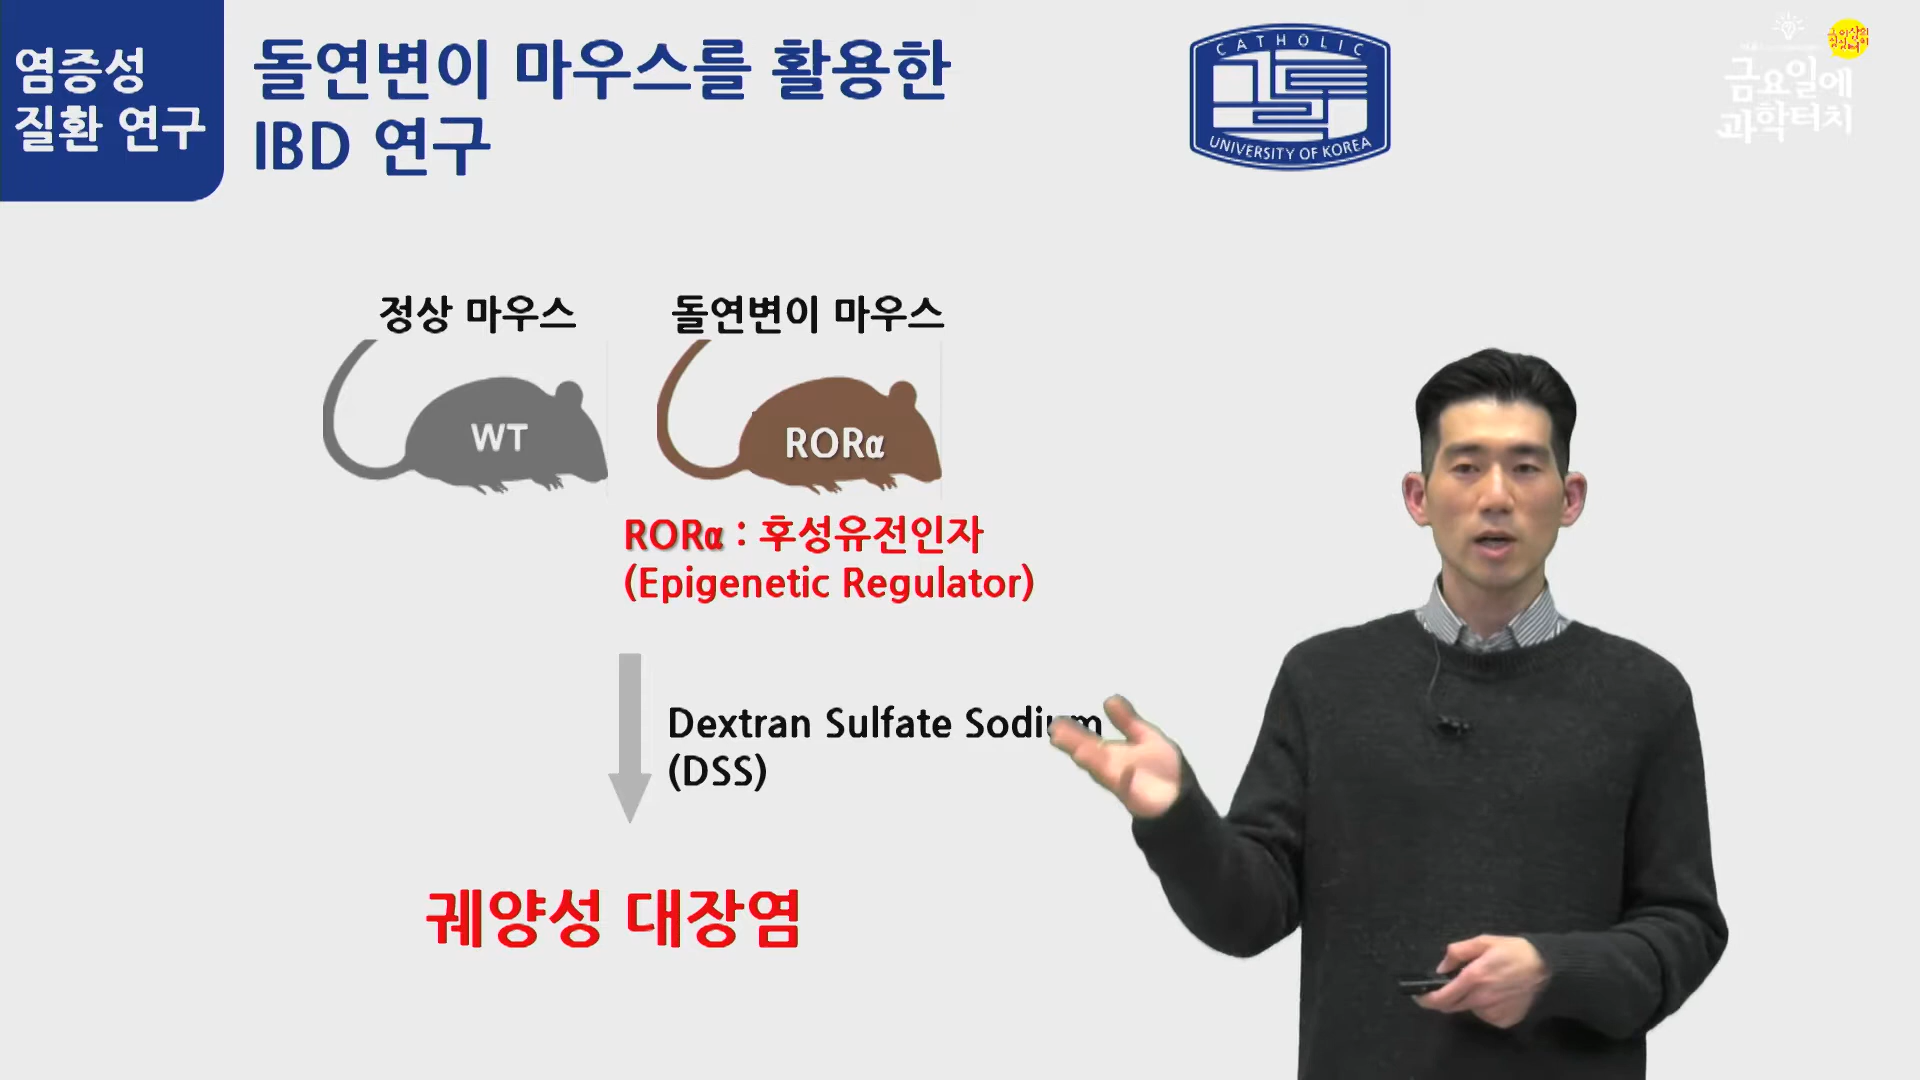 염증성
질환 연구
돌연변이 마우스를 활용한
IBD 연구
CATHOLIC
UNIVERSITY OF KOREA
금요일에
과학터치
정상 마우스
돌연변이 마우스
WT
RORα
RORα : 후성유전인자
(Epigenetic Regulator)
Dextran Sulfate Sodium
(DSS)
궤양성 대장염